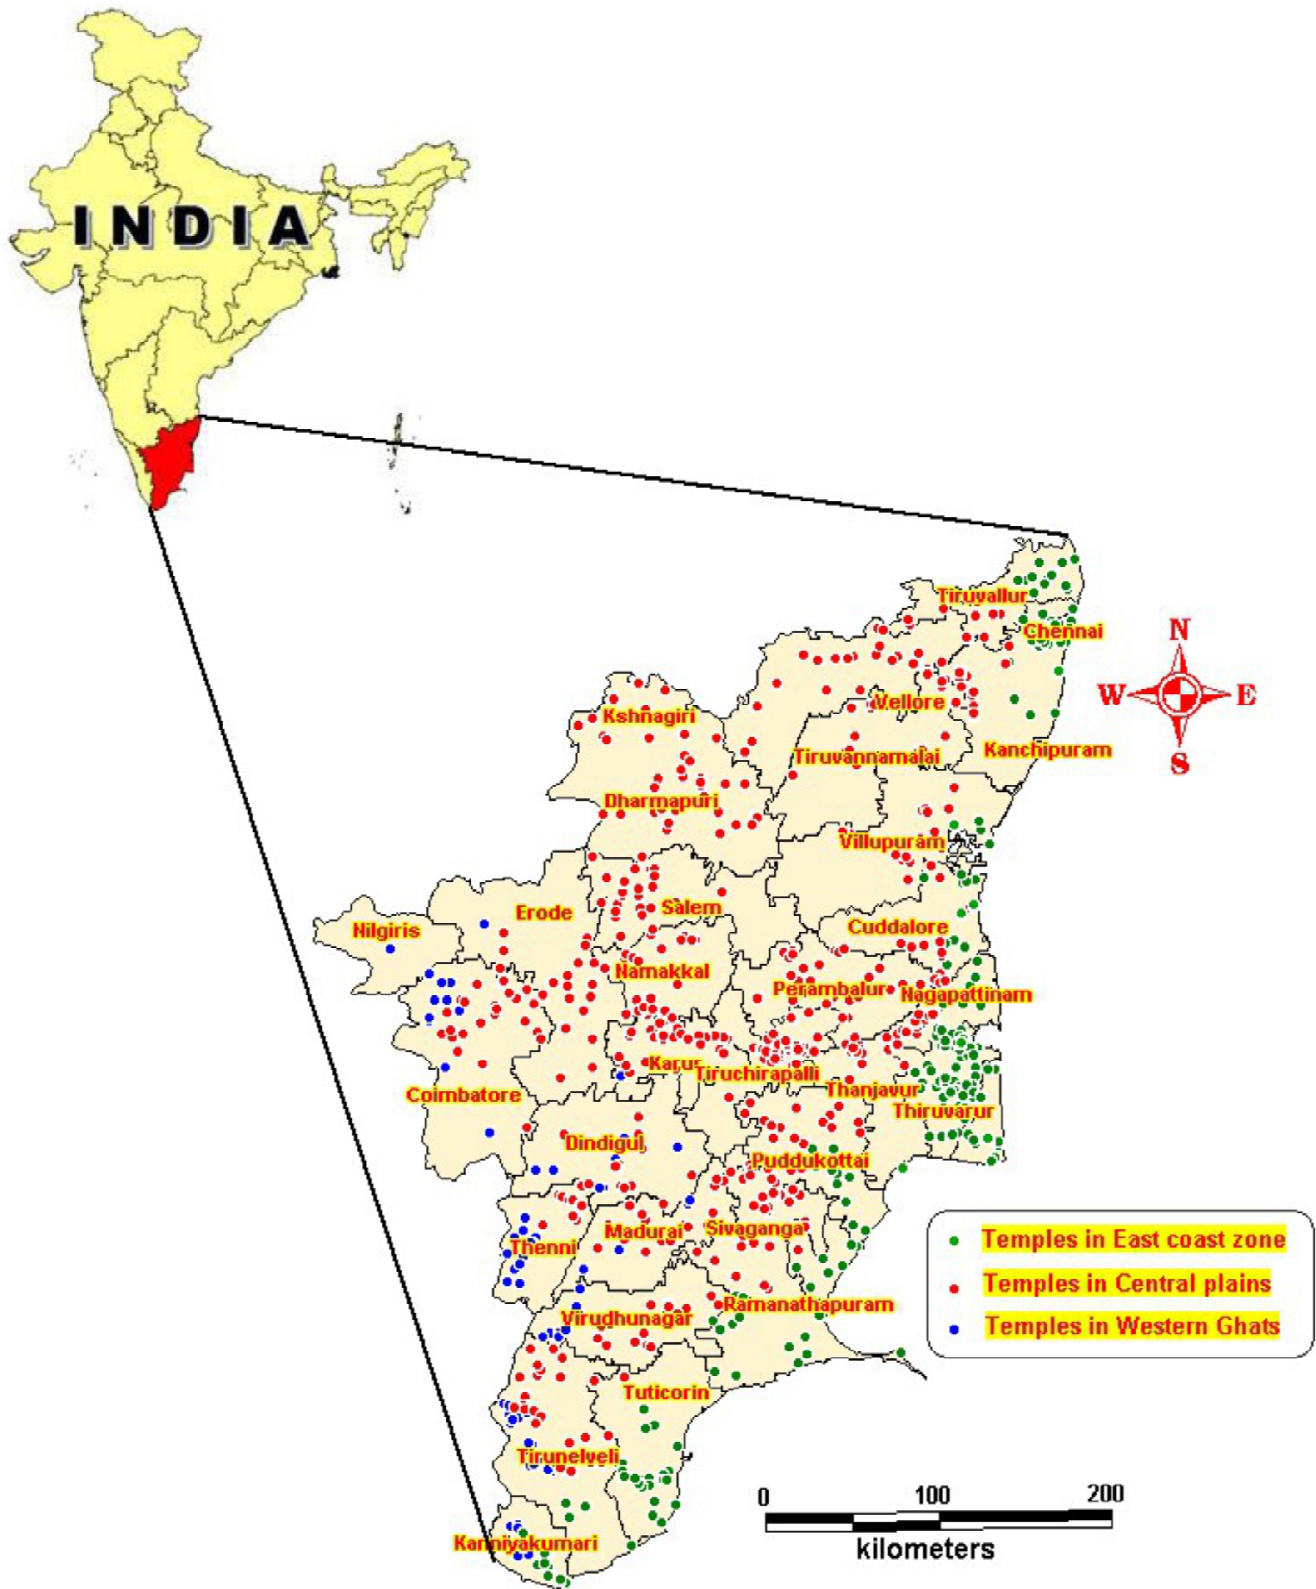 INDIA
Tiruvallur
Chennai
N
W E
S
Vellore
Kshnagiri
Kanchipuram
Tiruvannamalai
Dharmapuri
Villupuram
Salem
Erode
Cuddalore
Nilgiris
Namakkal
Perambalur
Nagapattinam
Karur
Tiruchirapalli
Thanjavur
Coimbatore
Thiruvarur
Dindigul
Puddukottai
Sivaganga
Madurai
Thenni
Temples in East coast zone
Temples in Central plains
Temples in Western Ghats
Ramanathapuram
Virudhunagar
Tuticorin
Tirunelveli
0 100 200
kilometers
Kanniyakumari